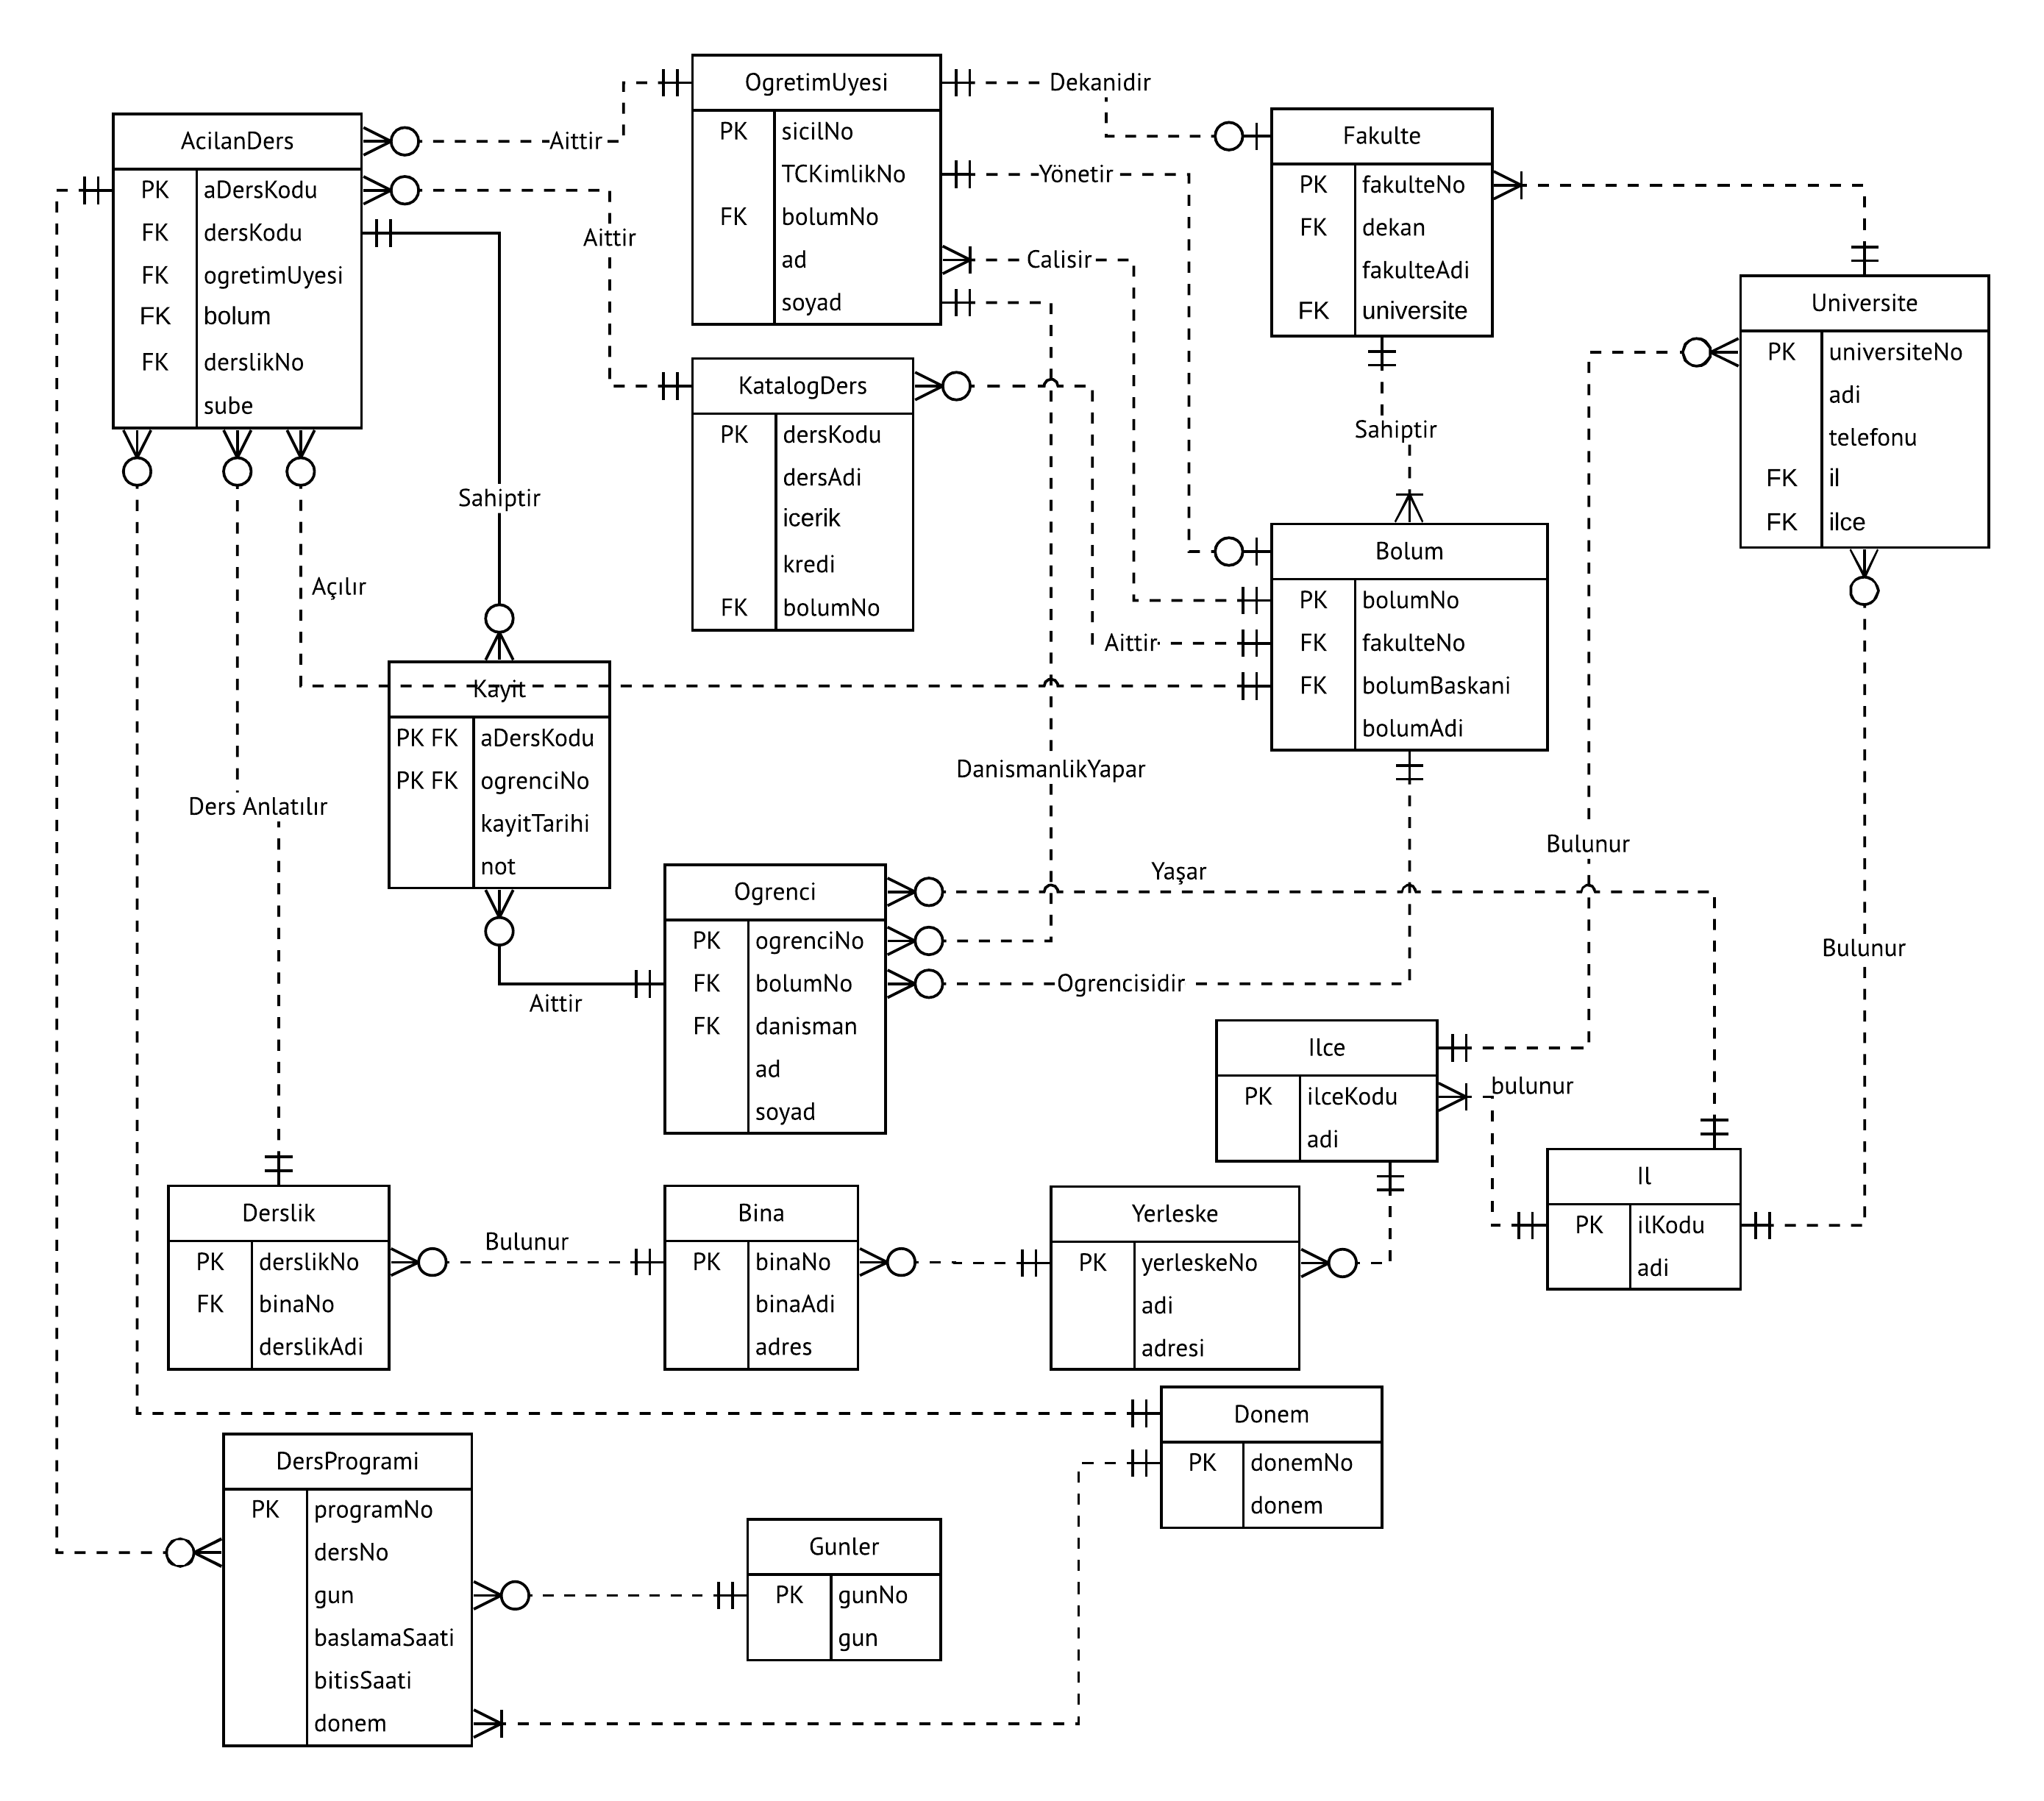 OgretimUyesi
PK sicilNo
TCKimlikNo
FK bolumNo
ad
soyad
Dekanidir
Yönetir
Calisir
Fakulte
PK fakulteNo
FK dekan
fakulteAdi
FK universite
AcilanDers
PK aDersKodu
FK dersKodu
FK ogretimUyesi
FK bolum
FK derslikNo
sube
Aittir
Aittir
Universite
PK universiteNo
adi
telefonu
FK il
FK ilce
KatalogDers
PK dersKodu
dersAdi
icerik
kredi
FK bolumNo
Sahiptir
Sahiptir
Bolum
PK bolumNo
FK fakulteNo
FK bolumBaskani
bolumAdi
Açılır
Aittir
Kayit
PK FK aDersKodu
PK FK ogrenciNo
kayitTarihi
not
DanismanlikYapar
Ders Anlatılır
Bulunur
Yaşar
Bulunur
Ogrenci
PK ogrenciNo
FK bolumNo
FK danisman
ad
soyad
Ogrencisidir
Aittir
Ilce
PK ilceKodu
adi
bulunur
Il
PK ilKodu
adi
Derslik
PK derslikNo
FK binaNo
derslikAdi
Bulunur
Bina
PK binaNo
binaAdi
adres
Yerleske
PK yerleskeNo
adi
adresi
Donem
PK donemNo
donem
DersProgrami
PK programNo
dersNo
gun
baslamaSaati
bitisSaati
donem
Gunler
PK gunNo
gun